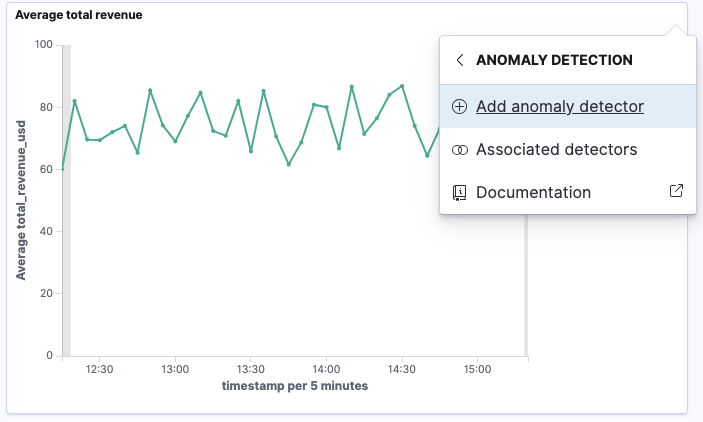 Average total revenue
ANOMALY DETECTION
Add anomaly detector
Associated detectors
Documentation
100
80
60
40
20
0
Average total_revenue_usd
12:30 13:00 13:30 14:00 14:30 15:00
timestamp per 5 minutes